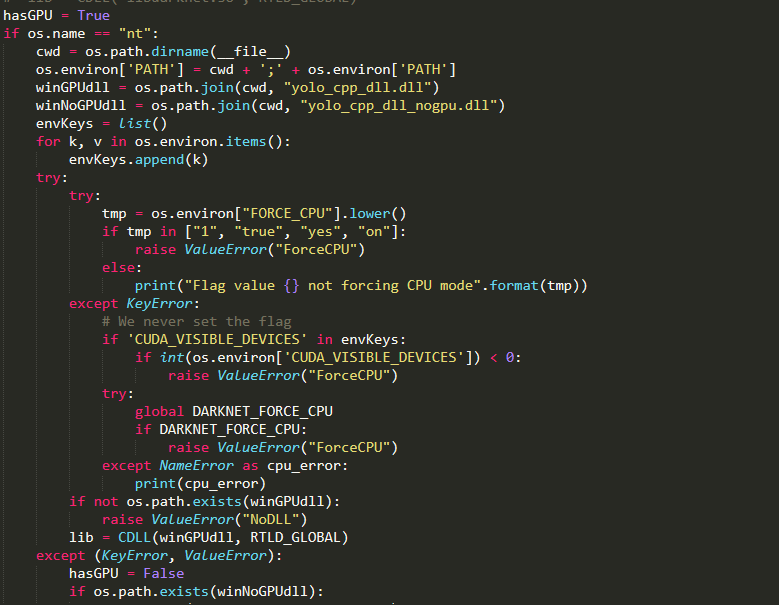 # lib = CDLL("libdarknet.so", RTLD_GLOBAL)
hasGPU = True
if os.name == "nt":
    cwd = os.path.dirname(__file__)
    os.environ['PATH'] = cwd + ';' + os.environ['PATH']
    winGPUdll = os.path.join(cwd, "yolo_cpp_dll.dll")
    winNoGPUdll = os.path.join(cwd, "yolo_cpp_dll_nogpu.dll")
    envKeys = list()
    for k, v in os.environ.items():
        envKeys.append(k)
    try:
        try:
            tmp = os.environ["FORCE_CPU"].lower()
            if tmp in ["1", "true", "yes", "on"]:
                raise ValueError("ForceCPU")
            else:
                print("Flag value {} not forcing CPU mode".format(tmp))
        except KeyError:
            # We never set the flag
            if 'CUDA_VISIBLE_DEVICES' in envKeys:
                if int(os.environ['CUDA_VISIBLE_DEVICES']) < 0:
                    raise ValueError("ForceCPU")
            try:
                global DARKNET_FORCE_CPU
                if DARKNET_FORCE_CPU:
                    raise ValueError("ForceCPU")
            except NameError as cpu_error:
                print(cpu_error)
        if not os.path.exists(winGPUdll):
            raise ValueError("NoDLL")
        lib = CDLL(winGPUdll, RTLD_GLOBAL)
    except (KeyError, ValueError):
        hasGPU = False
        if os.path.exists(winNoGPUdll):